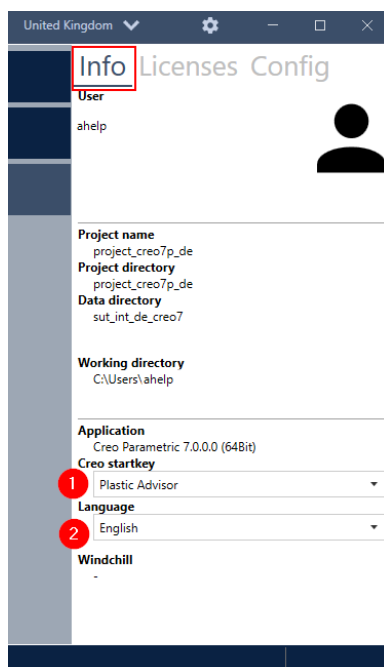 United Kingdom
Info Licenses Config
User
ahelp
Project name
project_creo7p_de
Project directory
project_creo7p_de
Data directory
sut_int_de_creo7
Working directory
C:\Users\ahelp
Application
Creo Parametric 7.0.0.0 (64Bit)
Creo startkey
1 Plastic Advisor
Language
2 English
Windchill
-